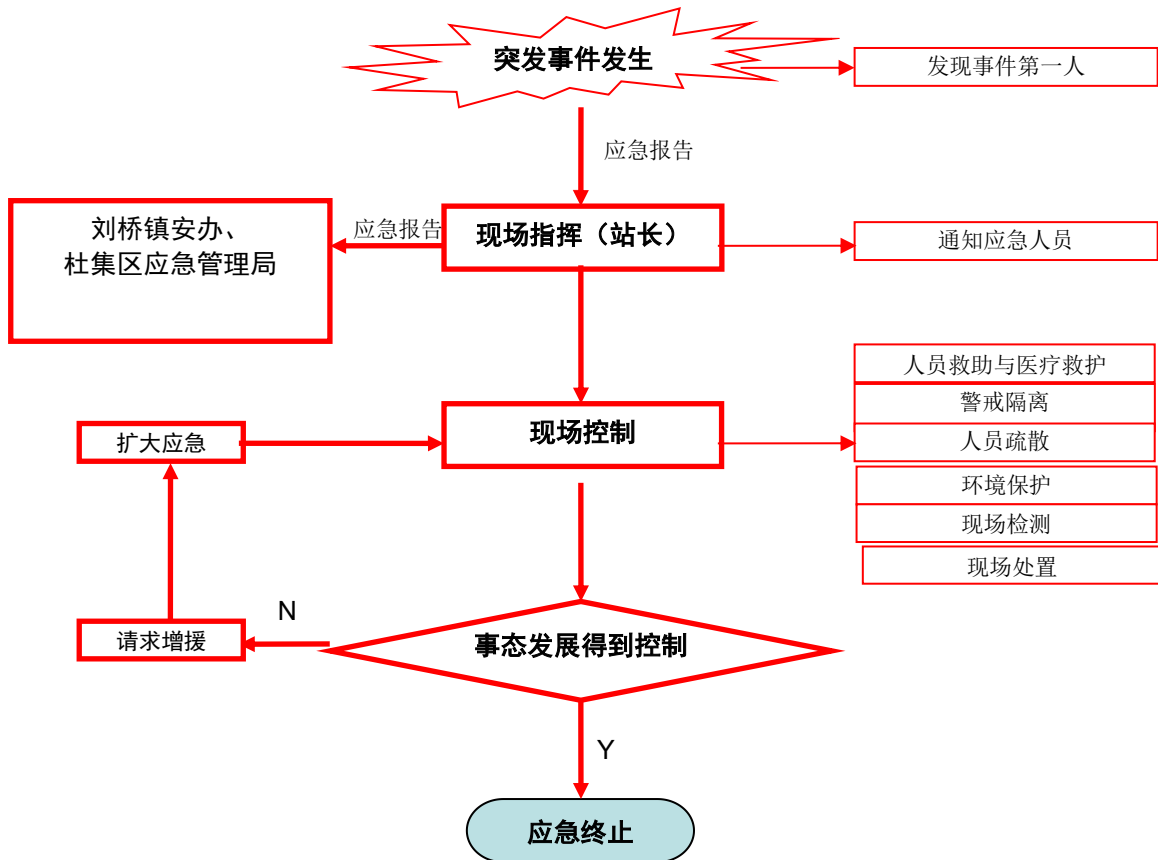 突发事件发生
发现事件第一人
应急报告
刘桥镇安办、
杜集区应急管理局
应急报告
现场指挥（站长）
通知应急人员
人员救助与医疗救护
警戒隔离
扩大应急
现场控制
人员疏散
环境保护
现场检测
现场处置
N
请求增援
事态发展得到控制
Y
应急终止